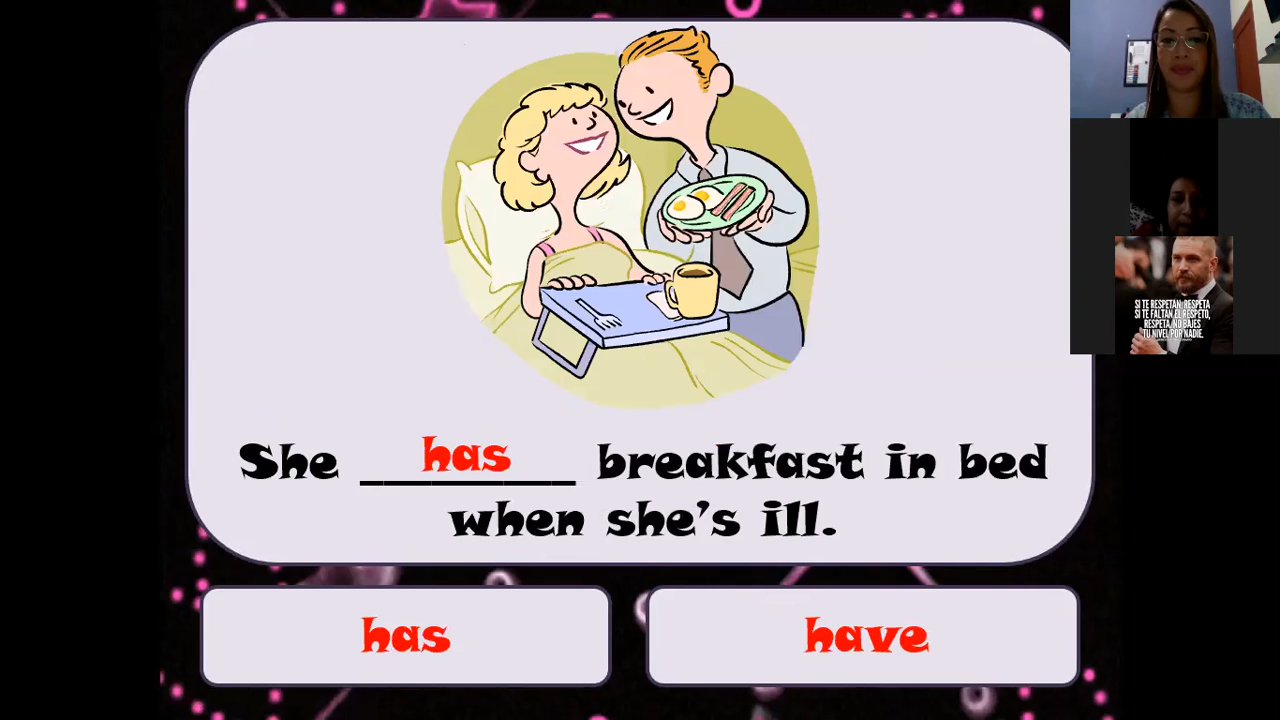 She has breakfast in bed
when she's ill.
has
have
SI TE RESPETAN, RESPETA
SI TE FALTAN EL RESPETO,
RESPETA, NO BAJES
TU NIVEL POR NADIE.